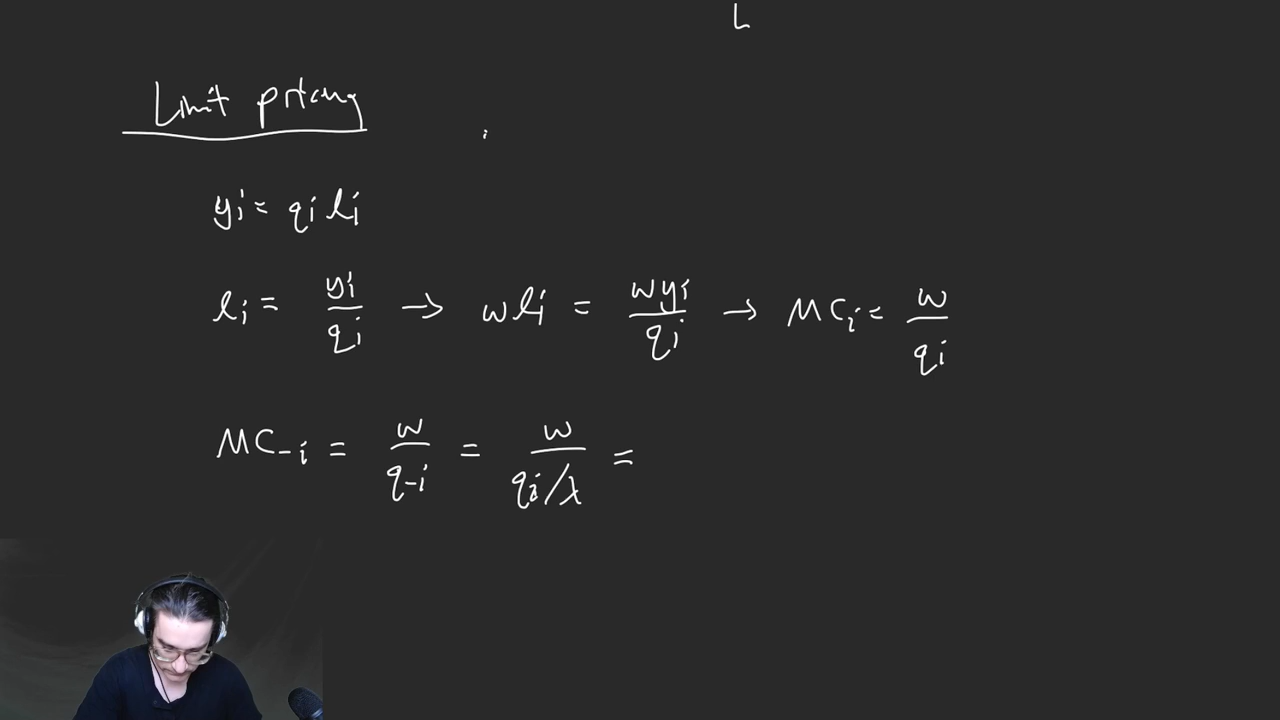 L
Limit pricing
yi = qi li
li = yi/qi → wli = wyi/qi → MCi = w/qi
MC-i = w/q-i = w/(qi/λ) =